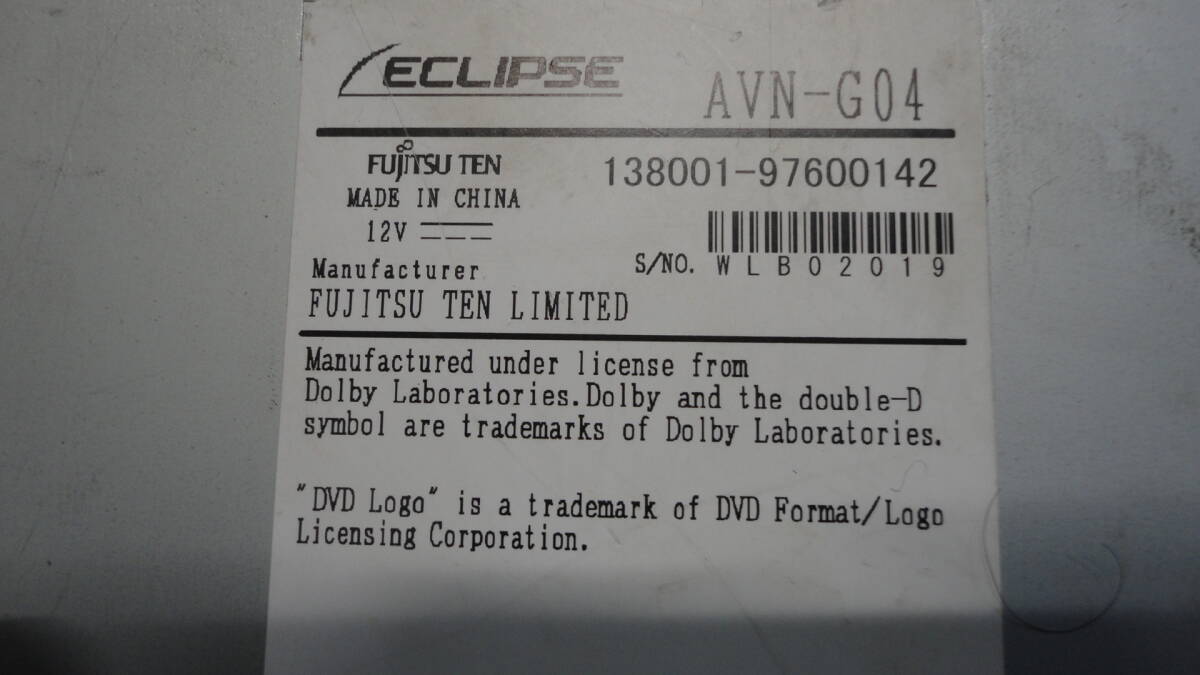 ECLIPSE AVN-G04
FUJITSU TEN 138001-97600142
MADE IN CHINA
12V
S/NO. WLB02019
Manufacturer
FUJITSU TEN LIMITED
Manufactured under license from
Dolby Laboratories.Dolby and the double-D
symbol are trademarks of Dolby Laboratories.
"DVD Logo" is a trademark of DVD Format/Logo
Licensing Corporation.